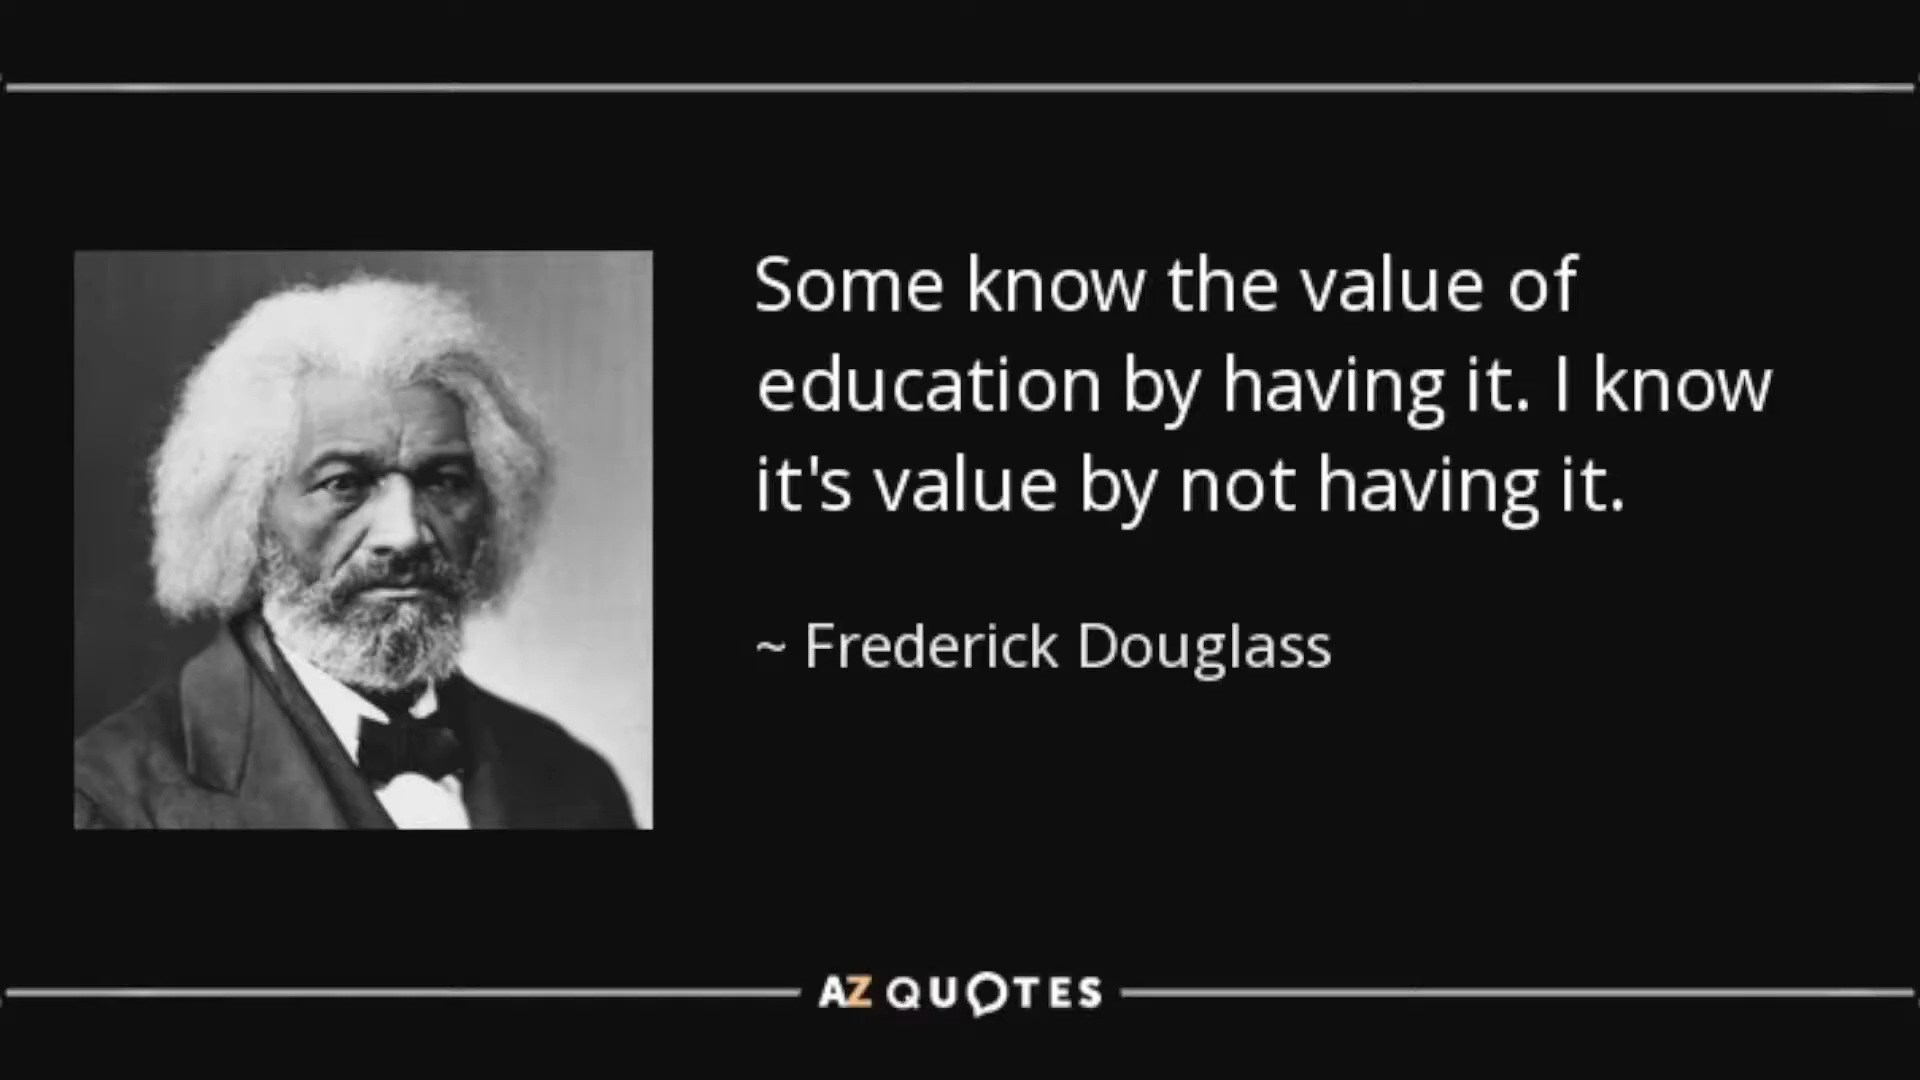 Some know the value of
education by having it. I know
it's value by not having it.
~ Frederick Douglass
AZ QUOTES